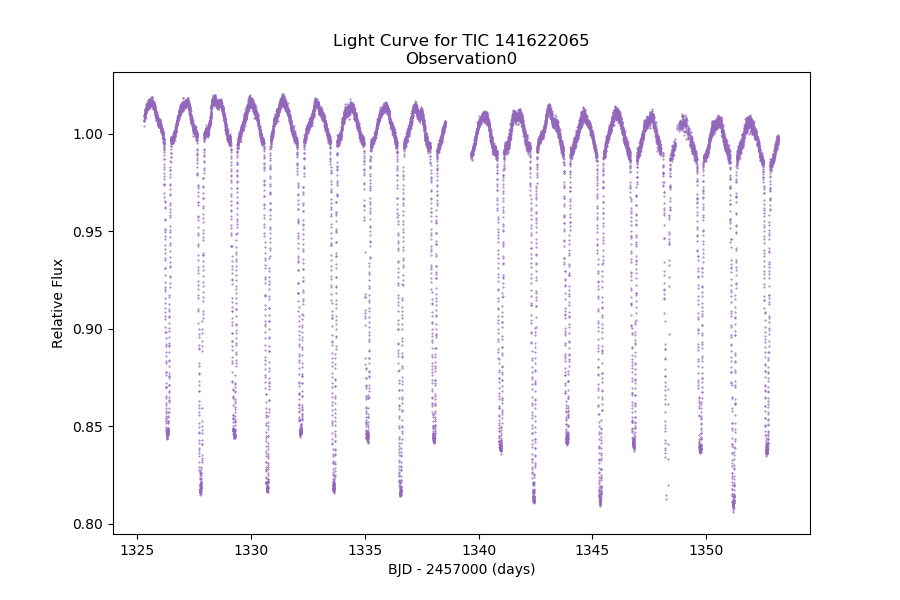 Light Curve for TIC 141622065
Observation0
1.00
0.95
0.90
0.85
0.80
Relative Flux
1325
1330
1335
1340
1345
1350
BJD - 2457000 (days)